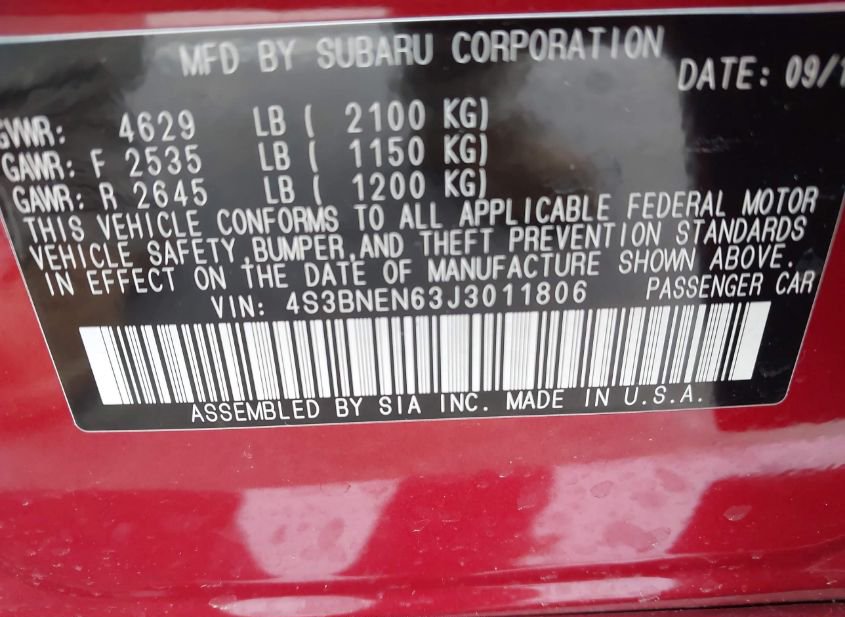 MFD BY SUBARU CORPORATION
DATE: 09/1
GVWR: 4629 LB ( 2100 KG)
GAWR: F 2535 LB ( 1150 KG)
GAWR: R 2645 LB ( 1200 KG)
THIS VEHICLE CONFORMS TO ALL APPLICABLE FEDERAL MOTOR
VEHICLE SAFETY,BUMPER,AND THEFT PREVENTION STANDARDS
IN EFFECT ON THE DATE OF MANUFACTURE SHOWN ABOVE.
VIN: 4S3BNEN63J3011806 PASSENGER CAR
ASSEMBLED BY SIA INC. MADE IN U.S.A.